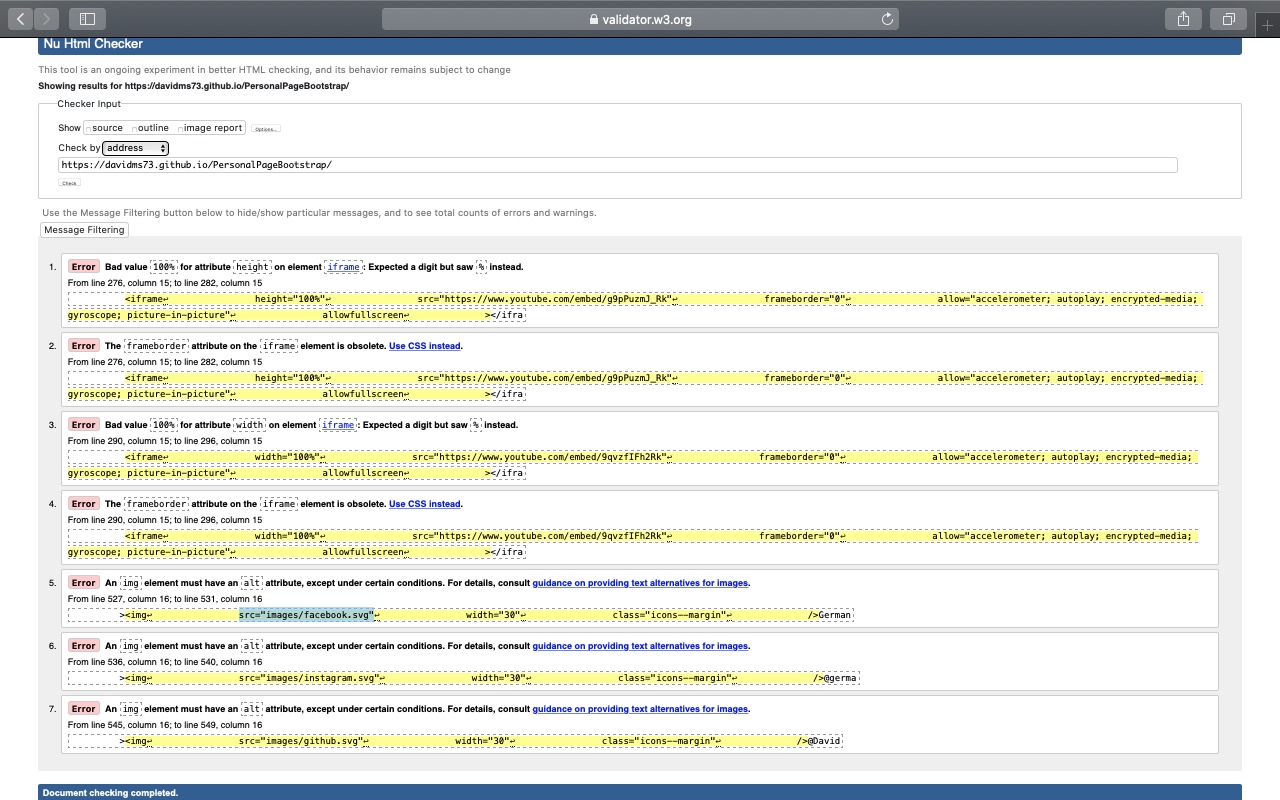 validator.w3.org
Nu Html Checker
This tool is an ongoing experiment in better HTML checking, and its behavior remains subject to change
Showing results for https://davidms73.github.io/PersonalPageBootstrap/
Checker Input
Show source outline image report Options...
Check by address
https://davidms73.github.io/PersonalPageBootstrap/
Check
Use the Message Filtering button below to hide/show particular messages, and to see total counts of errors and warnings.
Message Filtering
1. Error Bad value 100% for attribute height on element iframe: Expected a digit but saw % instead.
From line 276, column 15; to line 282, column 15
<iframe↩ height="100%"↩ src="https://www.youtube.com/embed/g9pPuzmJ_Rk"↩ frameborder="0"↩ allow="accelerometer; autoplay; encrypted-media;
gyroscope; picture-in-picture"↩ allowfullscreen↩ ></ifra
2. Error The frameborder attribute on the iframe element is obsolete. Use CSS instead.
From line 276, column 15; to line 282, column 15
<iframe↩ height="100%"↩ src="https://www.youtube.com/embed/g9pPuzmJ_Rk"↩ frameborder="0"↩ allow="accelerometer; autoplay; encrypted-media;
gyroscope; picture-in-picture"↩ allowfullscreen↩ ></ifra
3. Error Bad value 100% for attribute width on element iframe: Expected a digit but saw % instead.
From line 290, column 15; to line 296, column 15
<iframe↩ width="100%"↩ src="https://www.youtube.com/embed/9qvzfIFh2Rk"↩ frameborder="0"↩ allow="accelerometer; autoplay; encrypted-media;
gyroscope; picture-in-picture"↩ allowfullscreen↩ ></ifra
4. Error The frameborder attribute on the iframe element is obsolete. Use CSS instead.
From line 290, column 15; to line 296, column 15
<iframe↩ width="100%"↩ src="https://www.youtube.com/embed/9qvzfIFh2Rk"↩ frameborder="0"↩ allow="accelerometer; autoplay; encrypted-media;
gyroscope; picture-in-picture"↩ allowfullscreen↩ ></ifra
5. Error An img element must have an alt attribute, except under certain conditions. For details, consult guidance on providing text alternatives for images.
From line 527, column 16; to line 531, column 16
><img↩ src="images/facebook.svg"↩ width="30"↩ class="icons--margin"↩ />German
6. Error An img element must have an alt attribute, except under certain conditions. For details, consult guidance on providing text alternatives for images.
From line 536, column 16; to line 540, column 16
><img↩ src="images/instagram.svg"↩ width="30"↩ class="icons--margin"↩ />@germa
7. Error An img element must have an alt attribute, except under certain conditions. For details, consult guidance on providing text alternatives for images.
From line 545, column 16; to line 549, column 16
><img↩ src="images/github.svg"↩ width="30"↩ class="icons--margin"↩ />@David
Document checking completed.